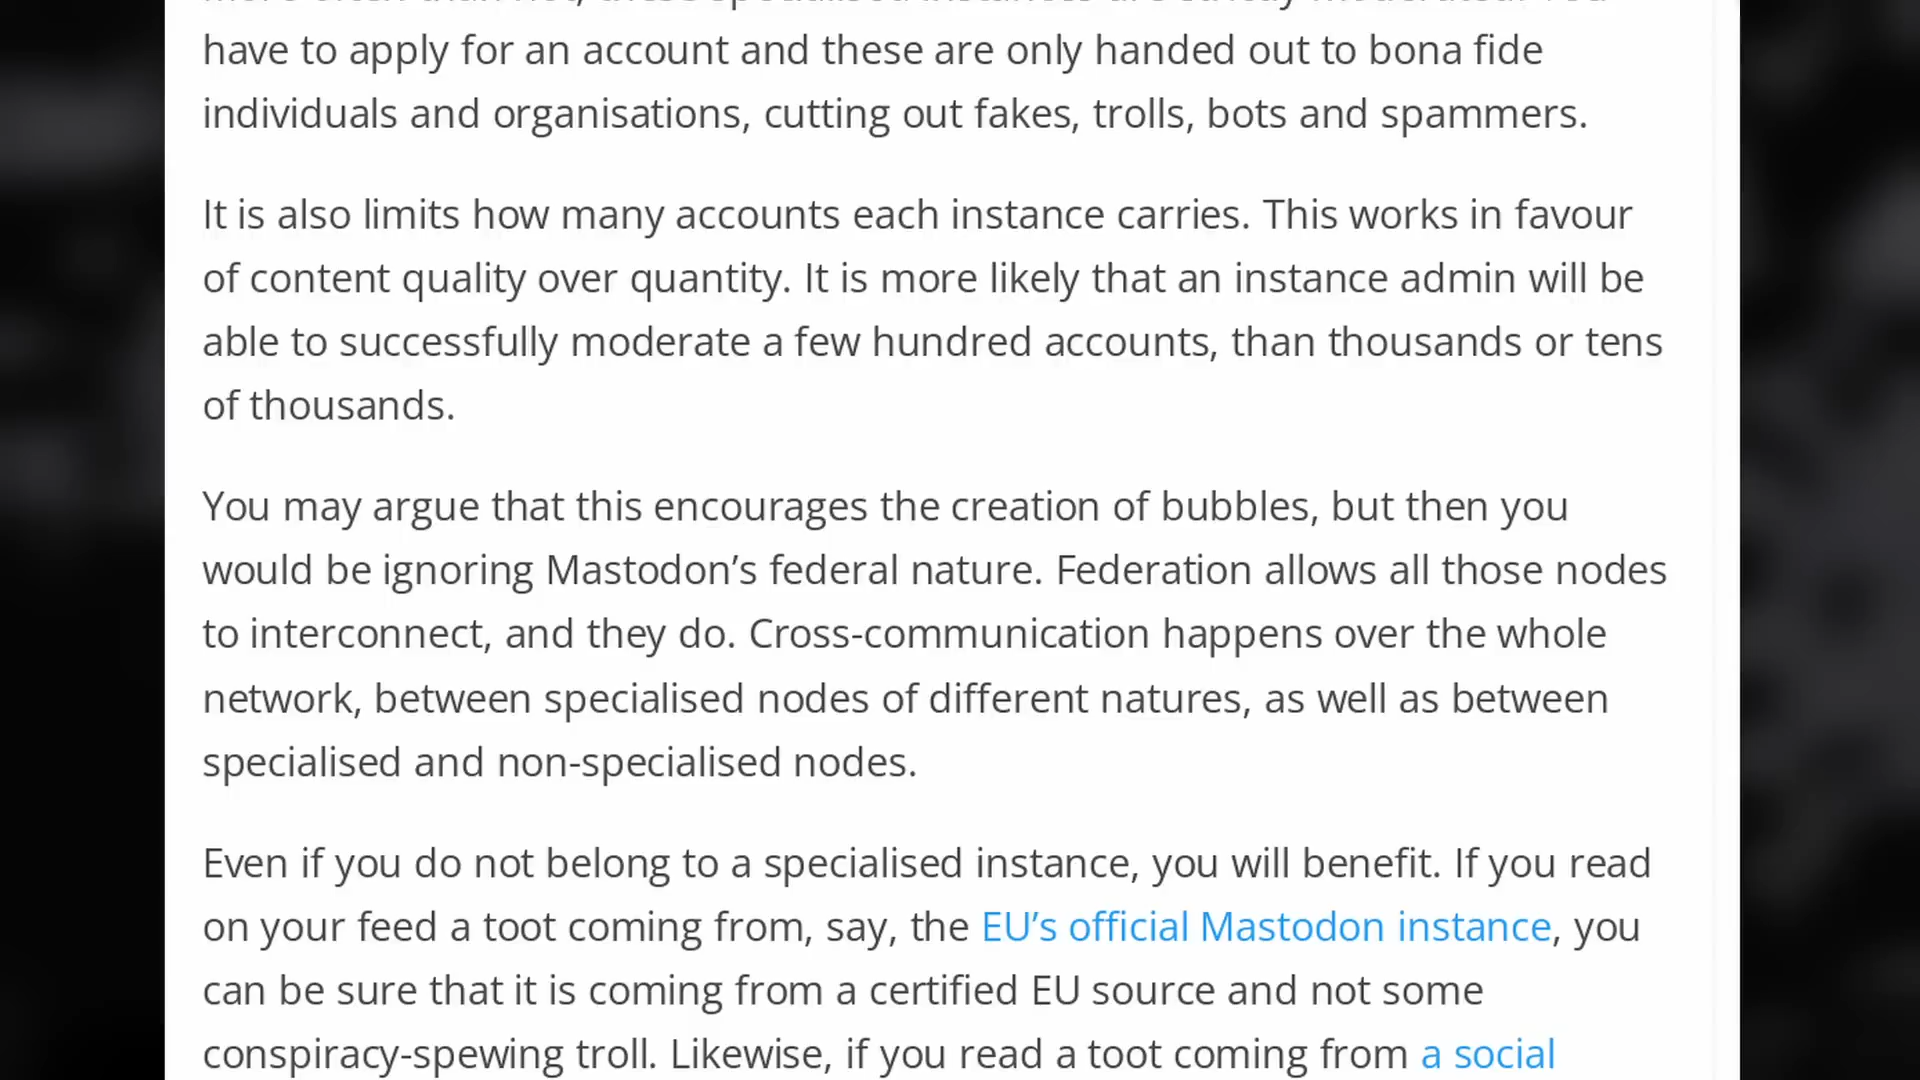 have to apply for an account and these are only handed out to bona fide
individuals and organisations, cutting out fakes, trolls, bots and spammers.
It is also limits how many accounts each instance carries. This works in favour
of content quality over quantity. It is more likely that an instance admin will be
able to successfully moderate a few hundred accounts, than thousands or tens
of thousands.
You may argue that this encourages the creation of bubbles, but then you
would be ignoring Mastodon’s federal nature. Federation allows all those nodes
to interconnect, and they do. Cross-communication happens over the whole
network, between specialised nodes of different natures, as well as between
specialised and non-specialised nodes.
Even if you do not belong to a specialised instance, you will benefit. If you read
on your feed a toot coming from, say, the EU’s official Mastodon instance, you
can be sure that it is coming from a certified EU source and not some
conspiracy-spewing troll. Likewise, if you read a toot coming from a social